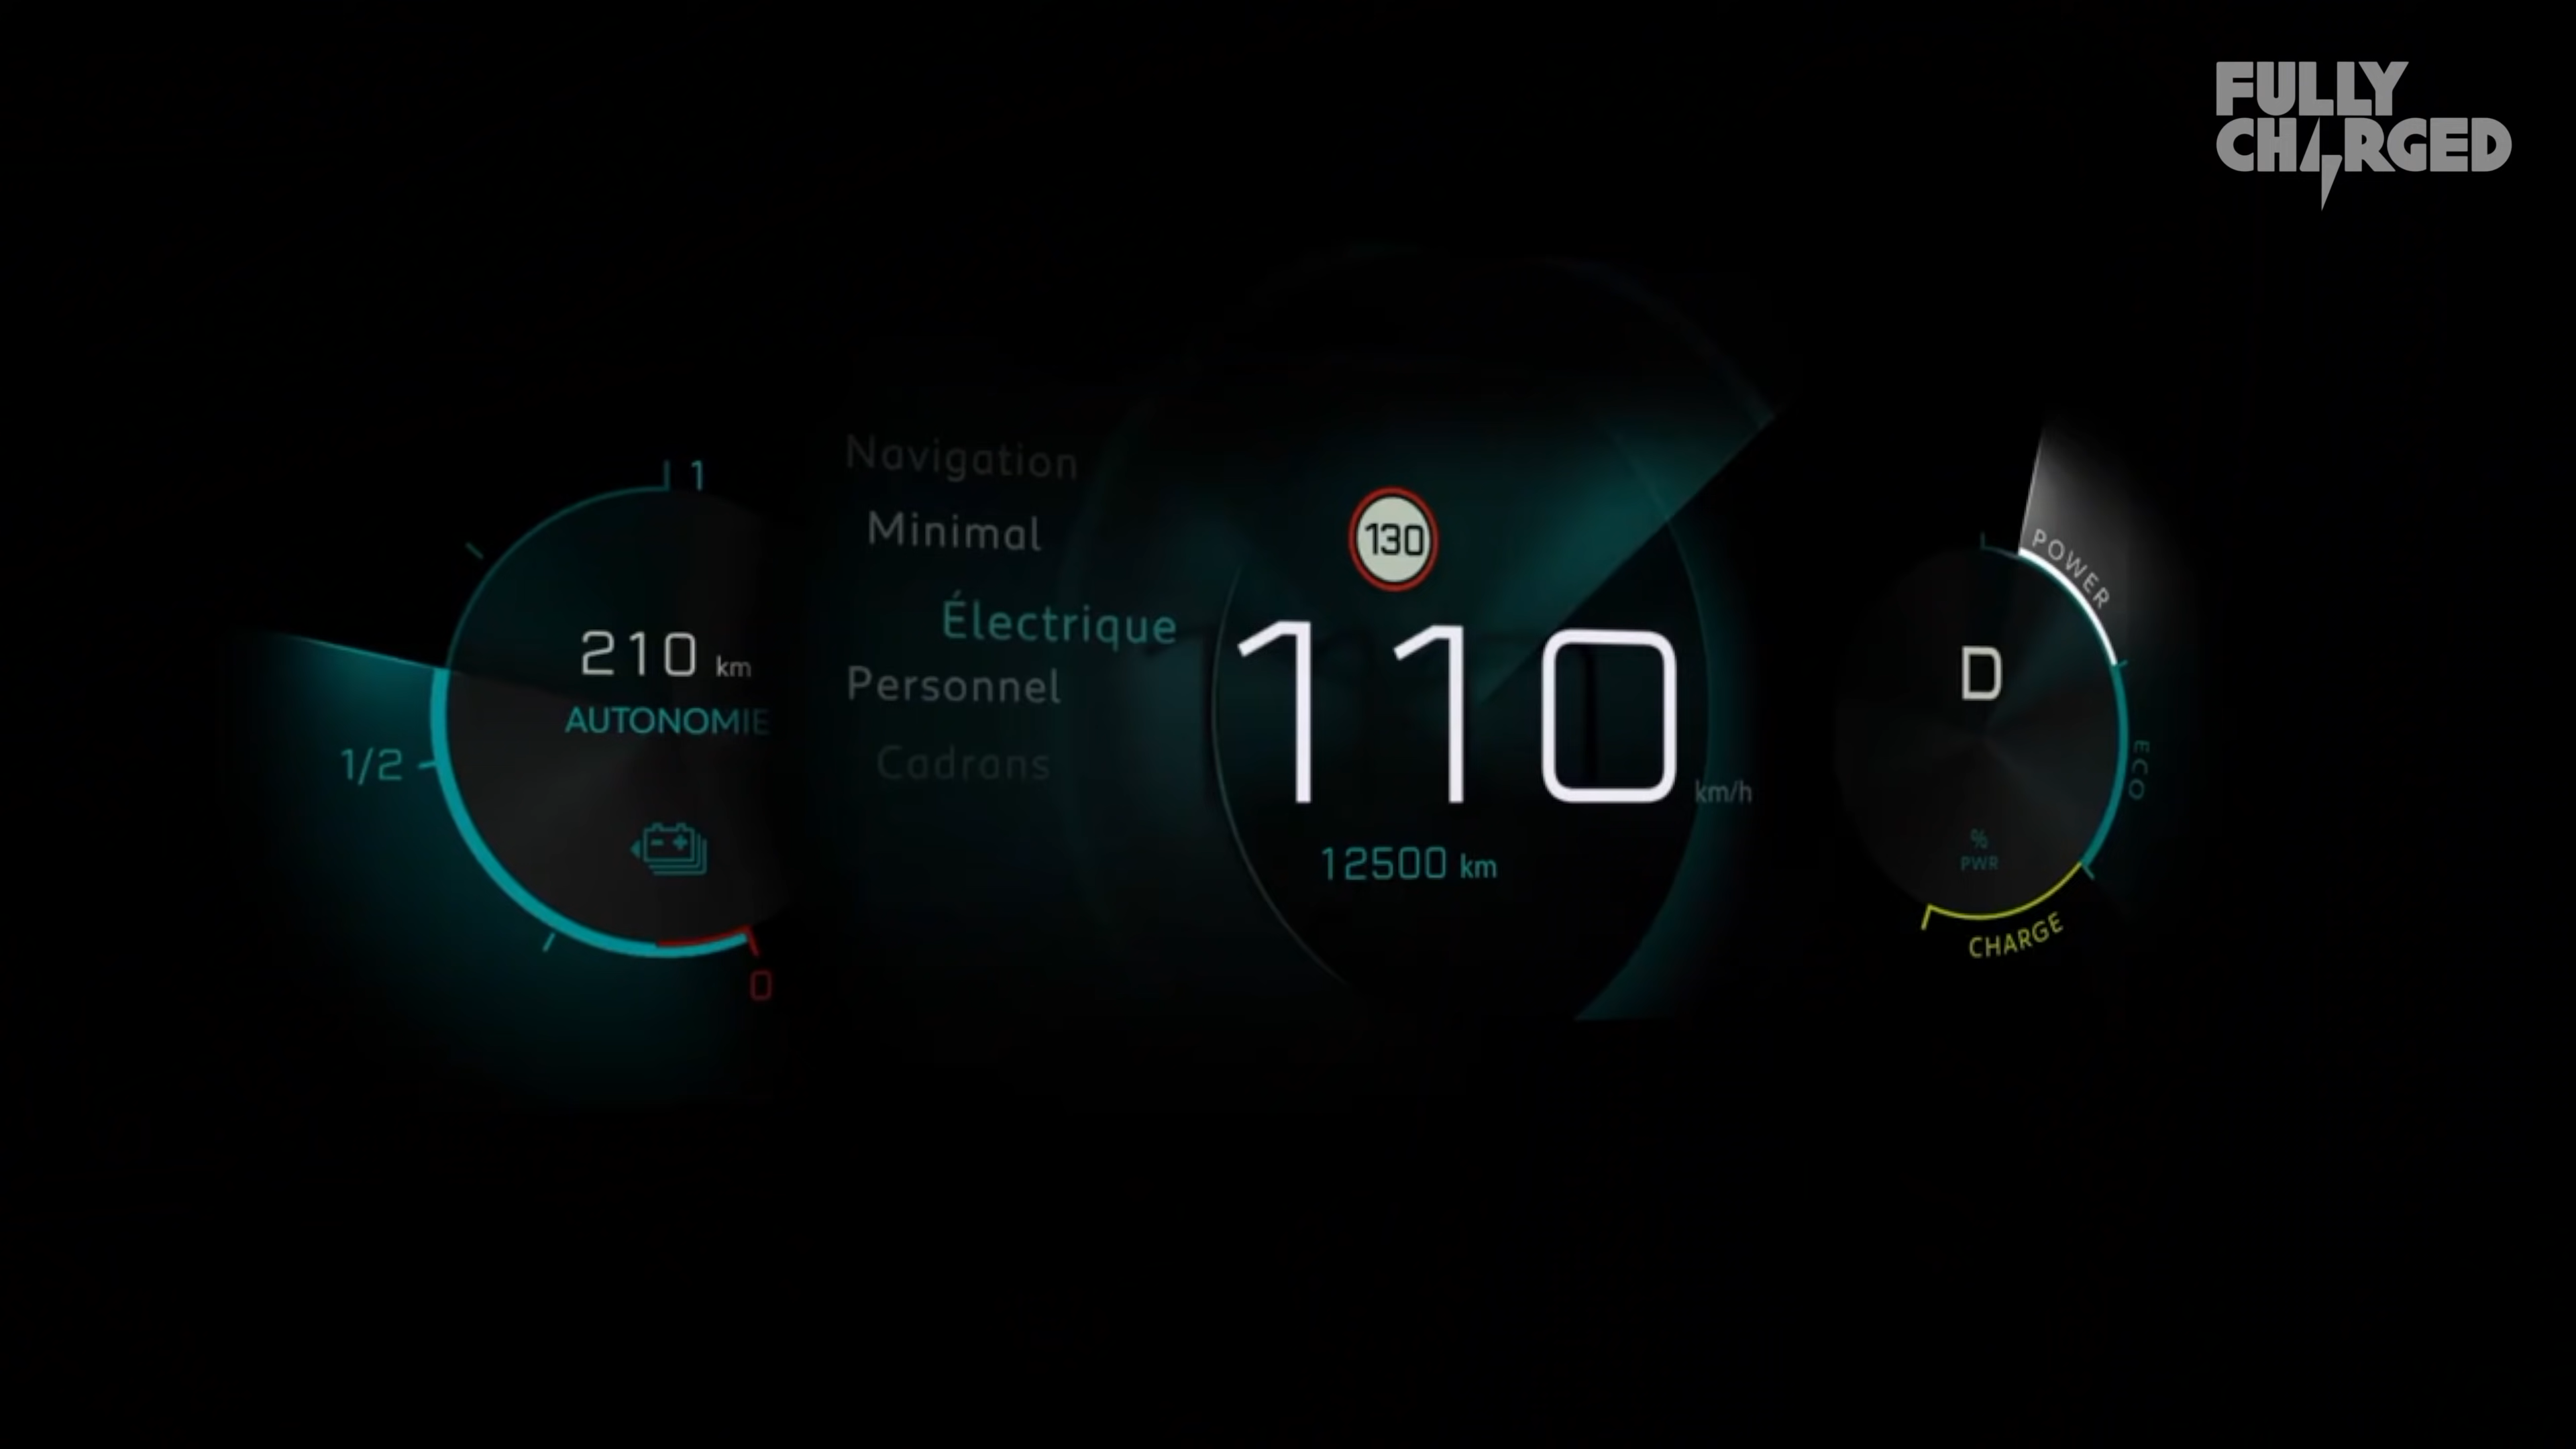 FULLY
CHARGED
1
1/2
210 km
AUTONOMIE
0
Navigation
Minimal
Électrique
Personnel
Cadrans
130
110 km/h
12500 km
POWER
D
ECO
%
PWR
CHARGE